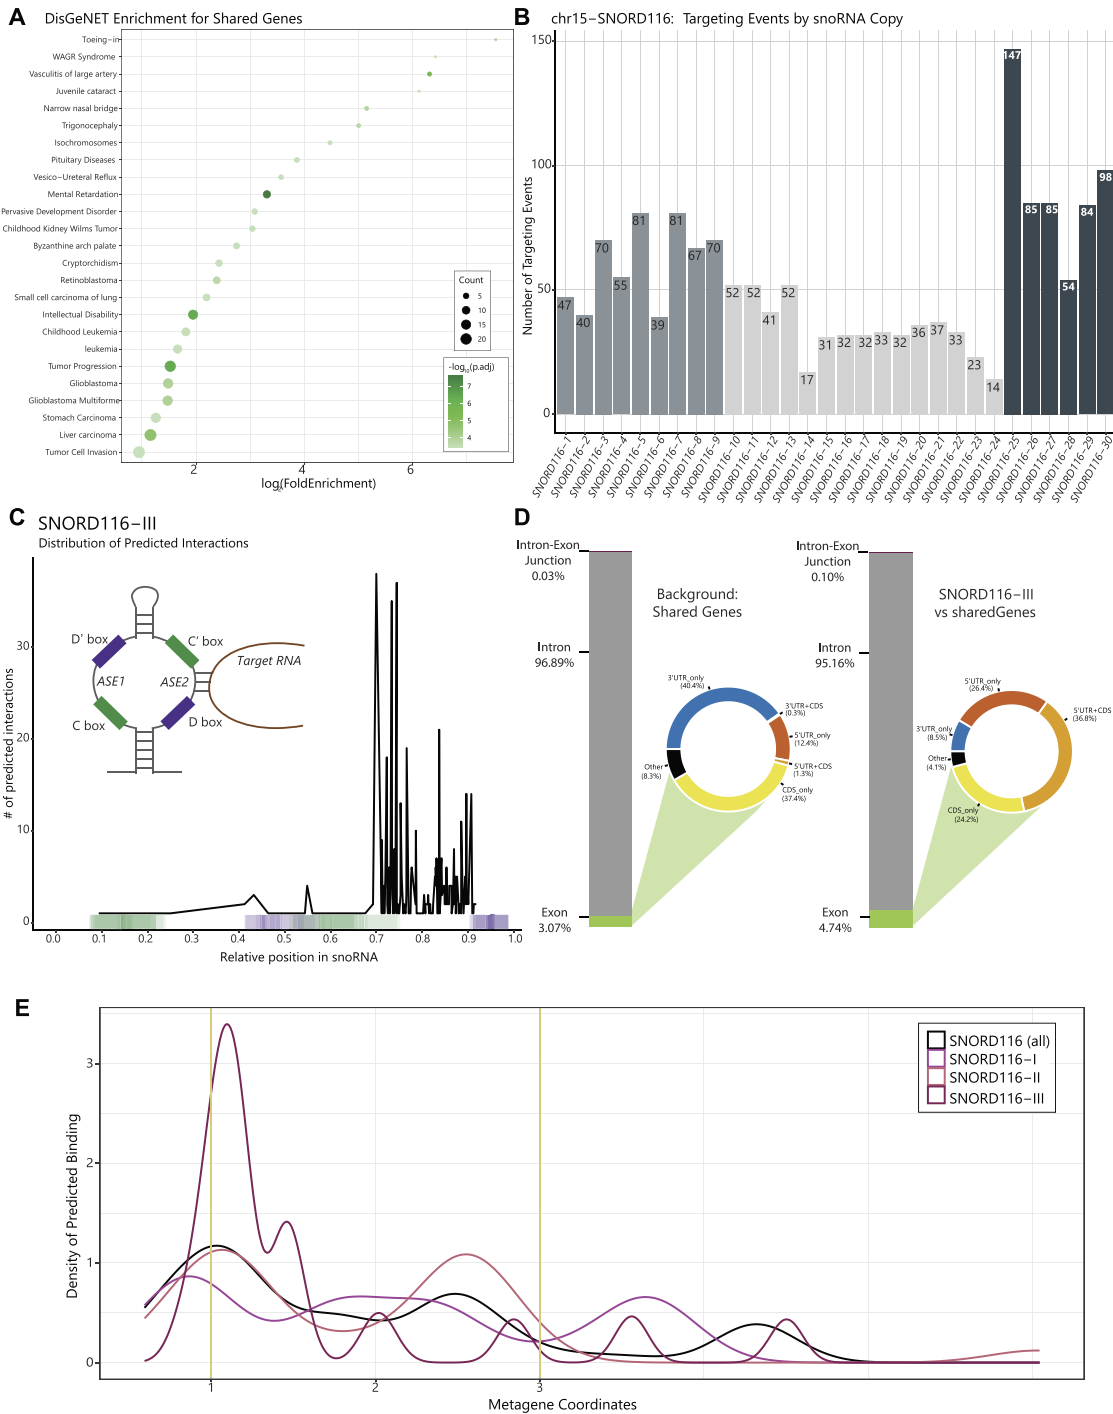 A DisGeNET Enrichment for Shared Genes
Toeing-in
WAGR Syndrome
Vasculitis of large artery
Juvenile cataract
Narrow nasal bridge
Trigonocephaly
Isochromosomes
Pituitary Diseases
Vesico-Ureteral Reflux
Mental Retardation
Pervasive Development Disorder
Childhood Kidney Wilms Tumor
Byzantine arch palate
Cryptorchidism
Retinoblastoma
Small cell carcinoma of lung
Intellectual Disability
Childhood Leukemia
leukemia
Tumor Progression
Glioblastoma
Glioblastoma Multiforme
Stomach Carcinoma
Liver carcinoma
Tumor Cell Invasion
2 4 6
log2(FoldEnrichment)
Count
5
10
15
20
-log10(p.adj)
7
6
5
4
B chr15-SNORD116: Targeting Events by snoRNA Copy
Number of Targeting Events
150
100
50
0
47 40 70 55 81 39 81 67 70 52 52 41 52 17 31 32 32 33 32 36 37 33 23 14 147 85 85 54 84 98
SNORD116-1
SNORD116-2
SNORD116-3
SNORD116-4
SNORD116-5
SNORD116-6
SNORD116-7
SNORD116-8
SNORD116-9
SNORD116-10
SNORD116-11
SNORD116-12
SNORD116-13
SNORD116-14
SNORD116-15
SNORD116-16
SNORD116-17
SNORD116-18
SNORD116-19
SNORD116-20
SNORD116-21
SNORD116-22
SNORD116-23
SNORD116-24
SNORD116-25
SNORD116-26
SNORD116-27
SNORD116-28
SNORD116-29
SNORD116-30
C SNORD116-III
Distribution of Predicted Interactions
# of predicted interactions
30
20
10
0
D' box
C' box
ASE1
ASE2
Target RNA
C box
D box
0.0 0.1 0.2 0.3 0.4 0.5 0.6 0.7 0.8 0.9 1.0
Relative position in snoRNA
D
Intron-Exon
Junction
0.03%
Intron
96.89%
Exon
3.07%
Background:
Shared Genes
3'UTR_only
(40.4%)
3'UTR+CDS
(0.3%)
5'UTR_only
(12.4%)
5'UTR+CDS
(1.3%)
CDS_only
(37.4%)
Other
(8.3%)
Intron-Exon
Junction
0.10%
Intron
95.16%
Exon
4.74%
SNORD116-III
vs sharedGenes
5'UTR_only
(26.4%)
5'UTR+CDS
(36.8%)
3'UTR_only
(8.5%)
Other
(4.1%)
CDS_only
(24.2%)
E
Density of Predicted Binding
3
2
1
0
1 2 3
Metagene Coordinates
SNORD116 (all)
SNORD116-I
SNORD116-II
SNORD116-III